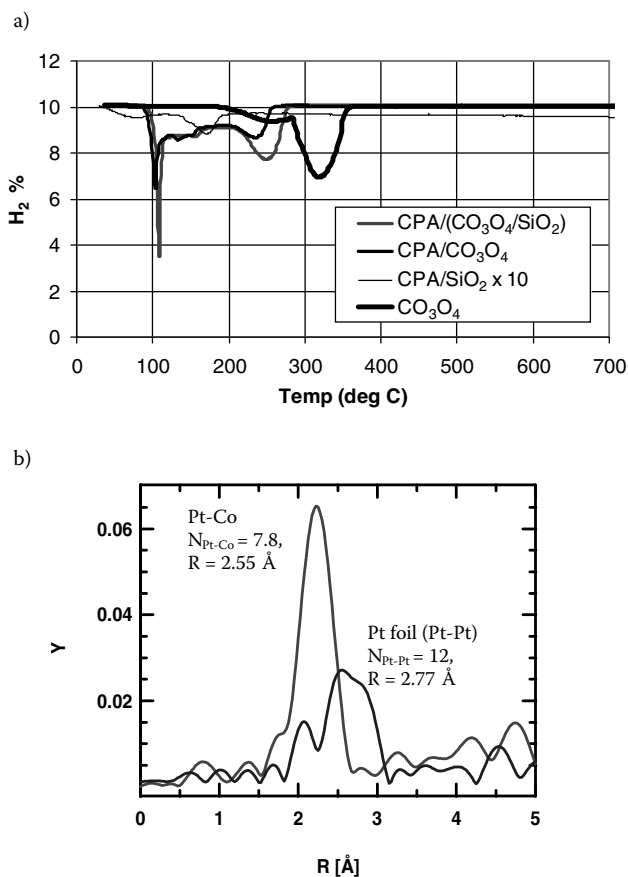 a)
12
10
8
6
4
2
0
H₂ %
0 100 200 300 400 500 600 700
Temp (deg C)
CPA/(CO₃O₄/SiO₂)
CPA/CO₃O₄
CPA/SiO₂ x 10
CO₃O₄
b)
0.06
0.04
0.02
Y
Pt-Co
N_Pt-Co = 7.8,
R = 2.55 Å
Pt foil (Pt-Pt)
N_Pt-Pt = 12,
R = 2.77 Å
0 1 2 3 4 5
R [Å]